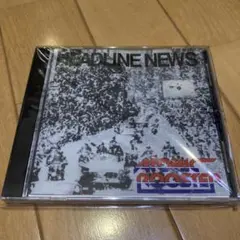 HEADLINE NEWS
ATOMIC
ROOSTER